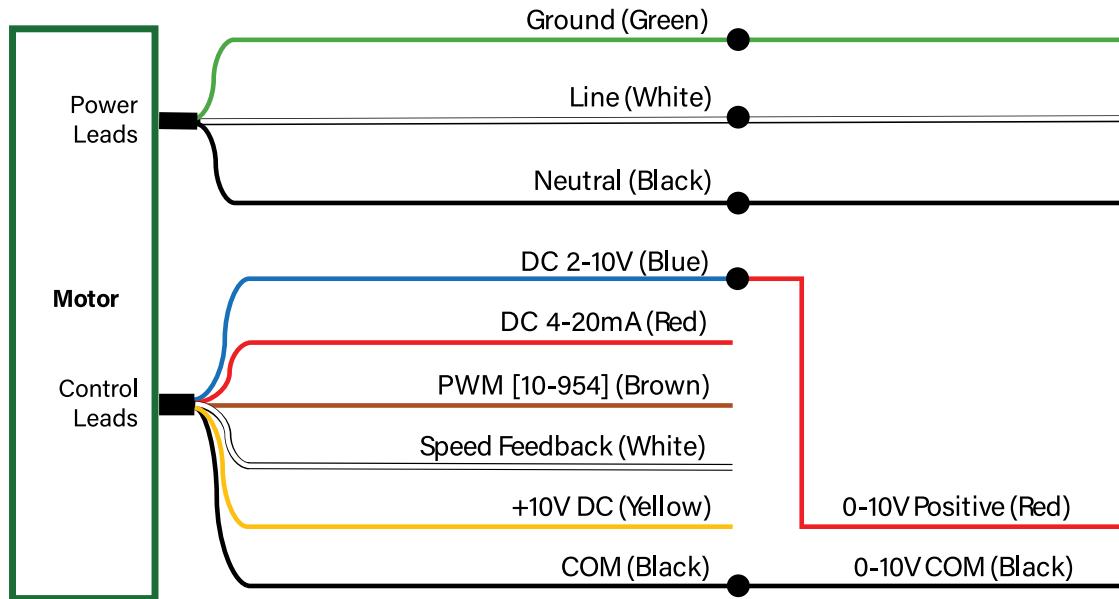 Ground (Green)
Power
Leads
Line (White)
Neutral (Black)
DC 2-10V (Blue)
Motor
DC 4-20mA (Red)
Control
Leads
PWM [10-954] (Brown)
Speed Feedback (White)
+10V DC (Yellow)
0-10V Positive (Red)
COM (Black)
0-10V COM (Black)